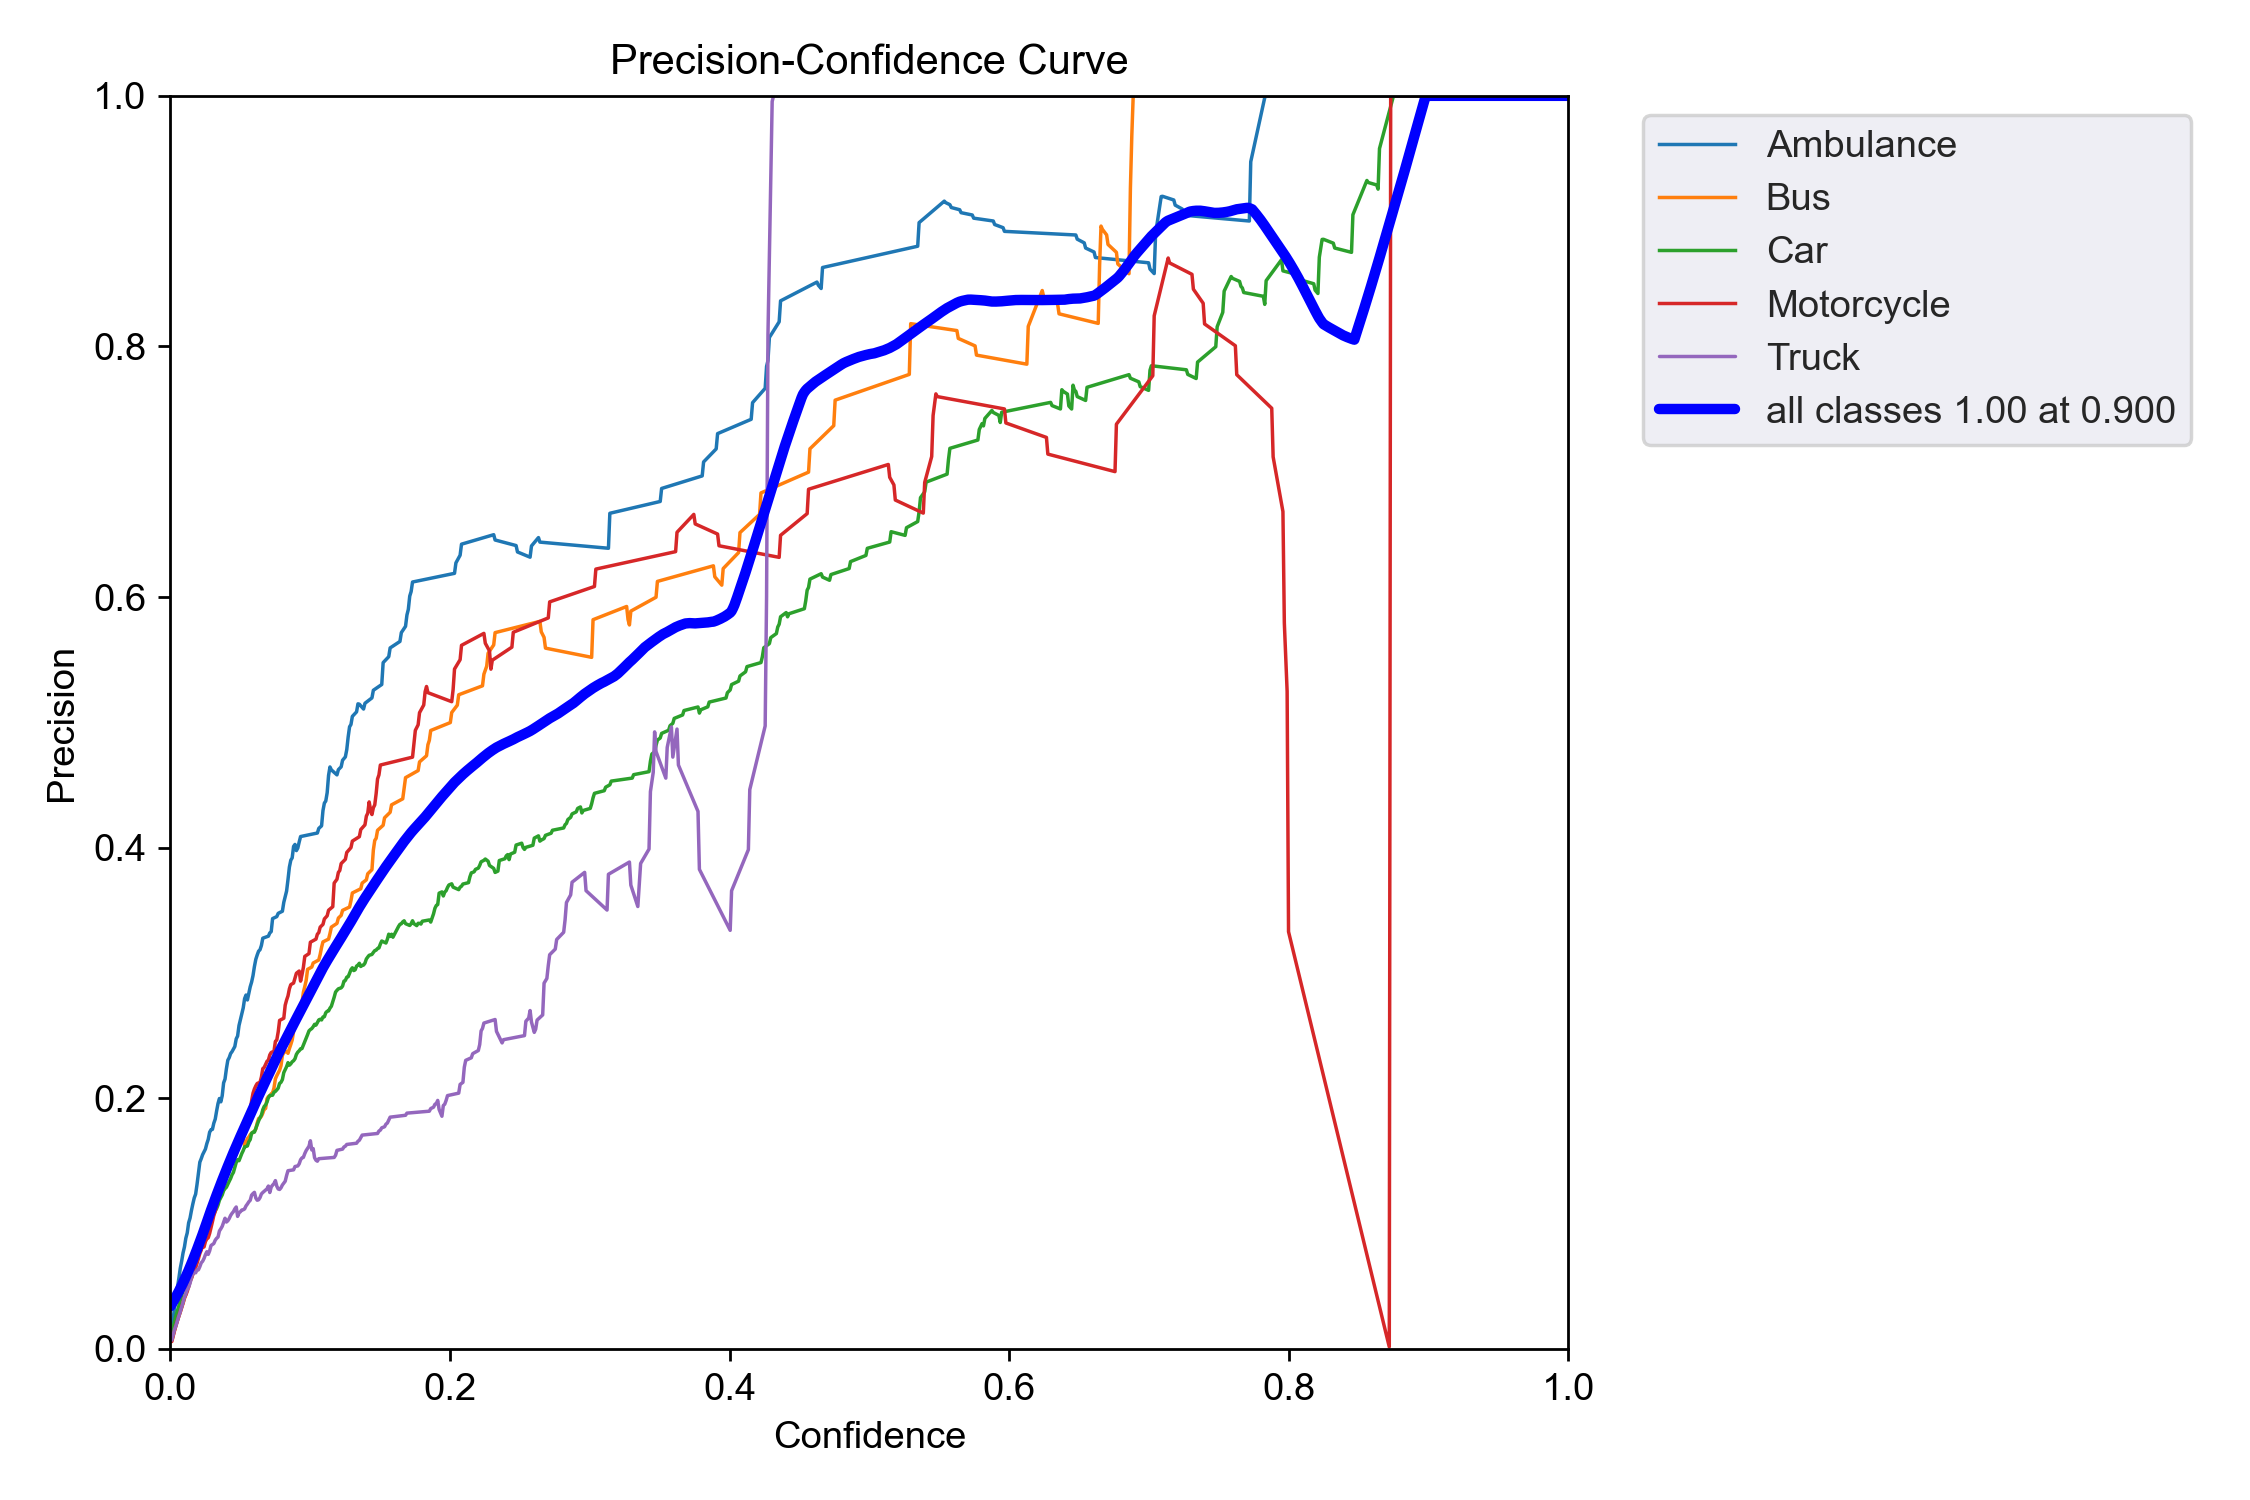 Precision-Confidence Curve
1.0
0.8
0.6
0.4
0.2
0.0
Precision
0.0 0.2 0.4 0.6 0.8 1.0
Confidence
Ambulance
Bus
Car
Motorcycle
Truck
all classes 1.00 at 0.900